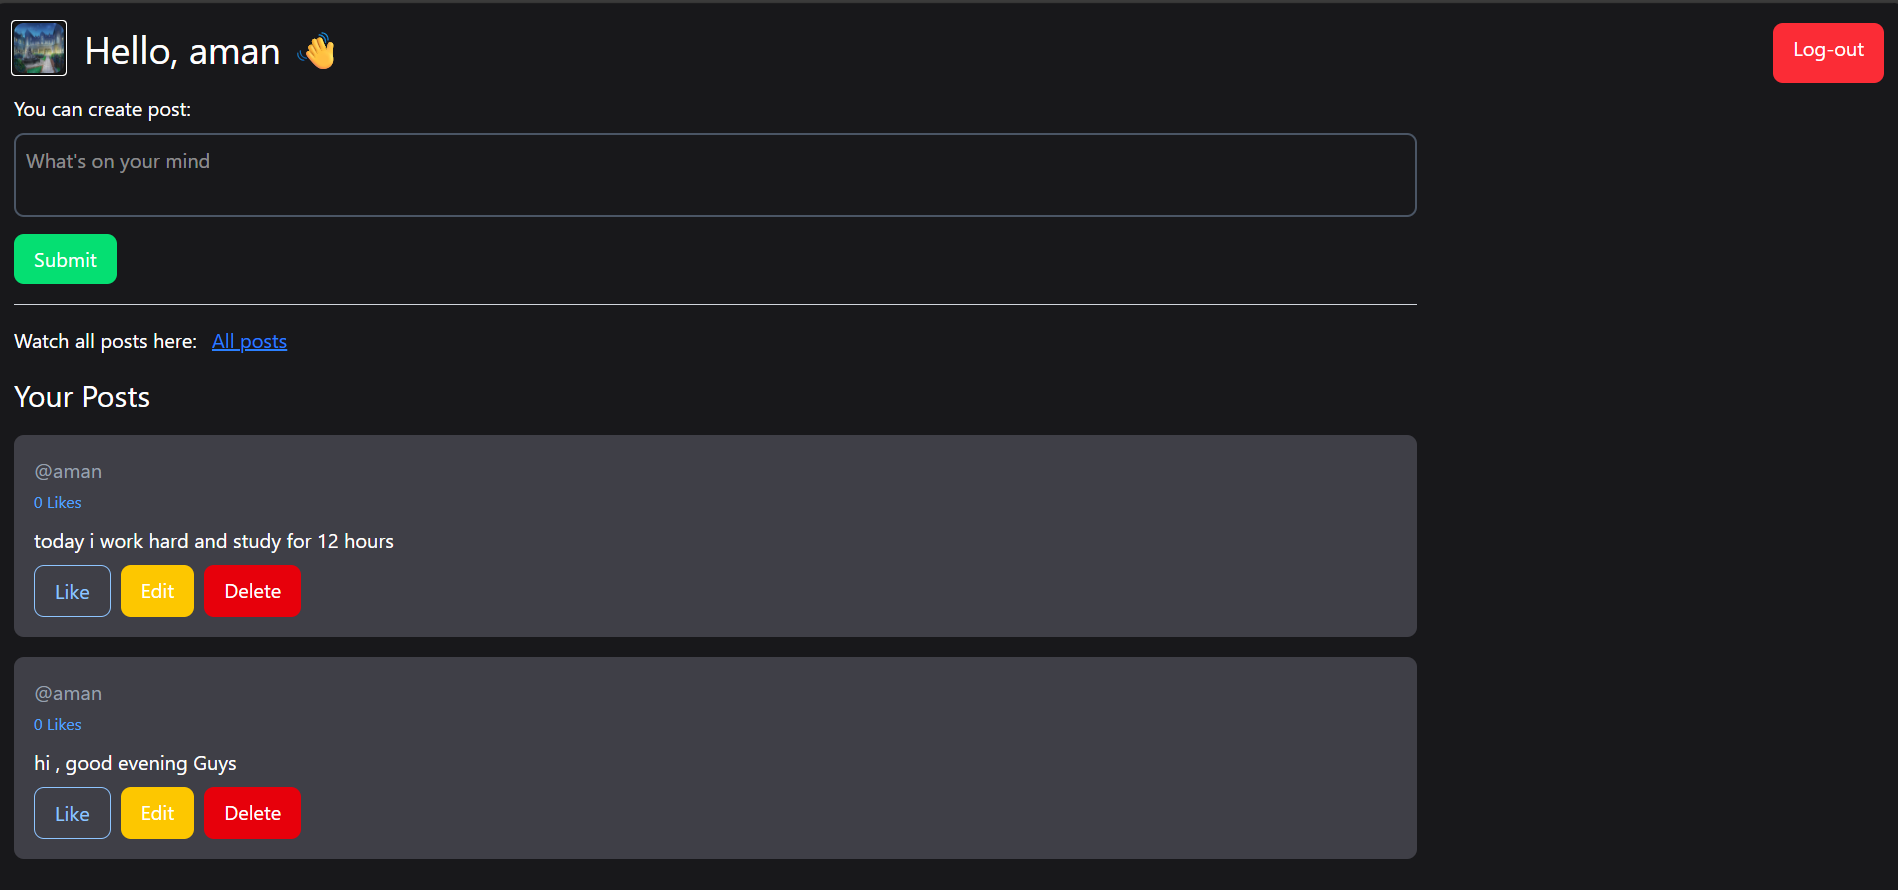 Hello, aman 👋
Log-out
You can create post:
What's on your mind
Submit
Watch all posts here: All posts
Your Posts
@aman
0 Likes
today i work hard and study for 12 hours
Like Edit Delete
@aman
0 Likes
hi , good evening Guys
Like Edit Delete